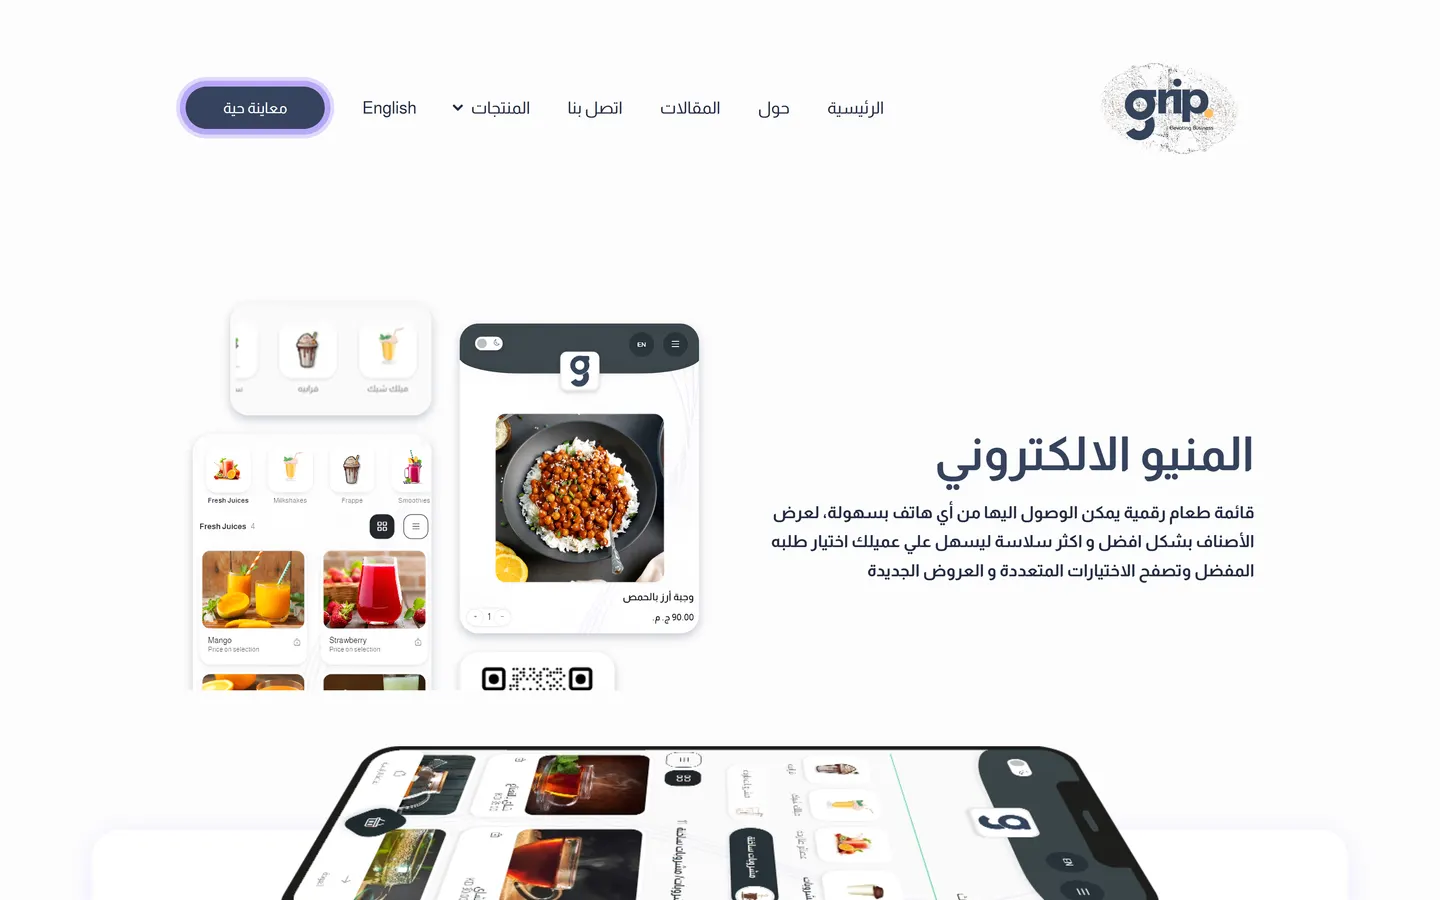 grip.
Elevating Business
الرئيسية
حول
المقالات
اتصل بنا
المنتجات
English
معاينة حية
المنيو الالكتروني
قائمة طعام رقمية يمكن الوصول اليها من أي هاتف بسهولة، لعرض
الأصناف بشكل افضل و اكثر سلاسة ليسهل علي عميلك اختيار طلبه
المفضل وتصفح الاختيارات المتعددة و العروض الجديدة
EN
g
وجبة أرز بالحمص
90.00 ج. م.
- 1 -
ميلك شيك
فرابيه
Fresh Juices
Milkshakes
Frappe
Smoothies
Fresh Juices 4
Mango
Price on selection
Strawberry
Price on selection
g
EN
مشروبات ساخنة